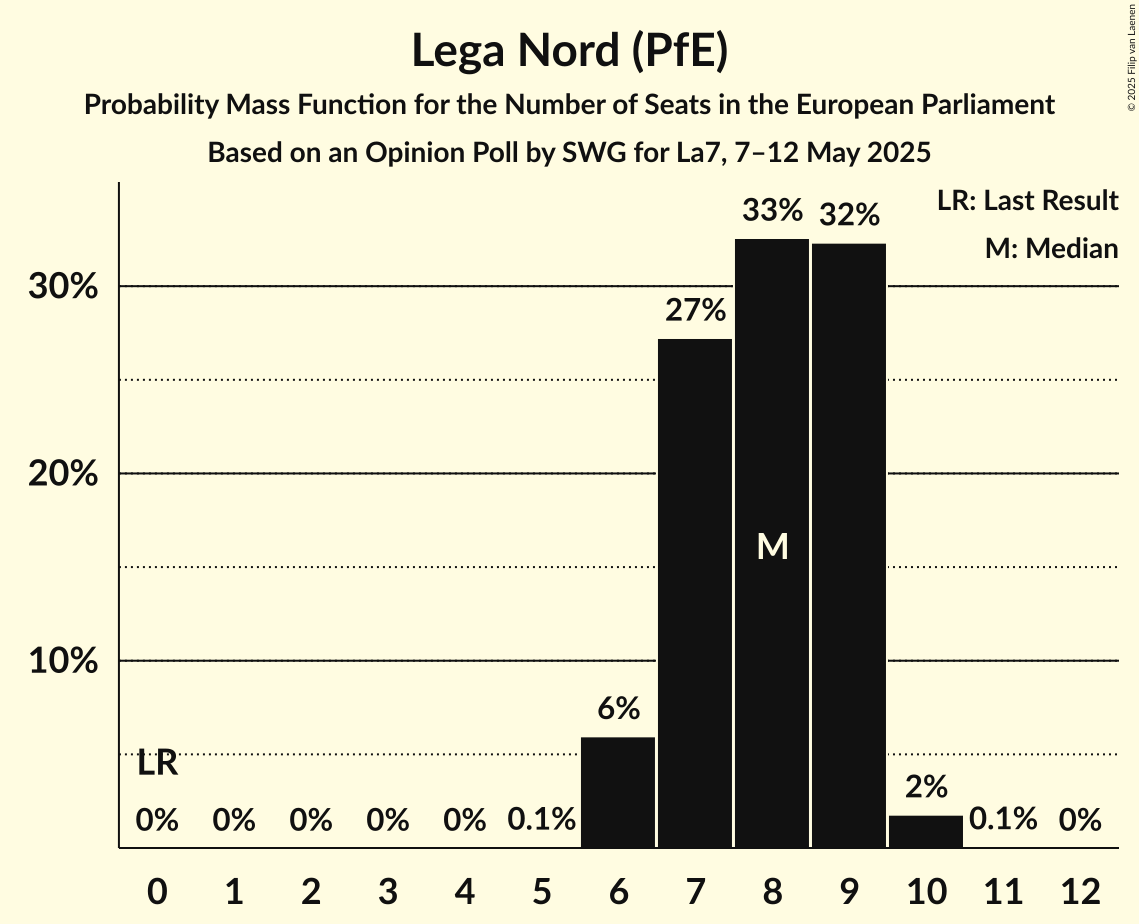 Lega Nord (PfE)
Probability Mass Function for the Number of Seats in the European Parliament
Based on an Opinion Poll by SWG for La7, 7–12 May 2025
© 2025 Filip van Laenen
LR: Last Result
M: Median
33% 32%
30%
27%
20%
M
10%
6%
LR
2%
0% 0% 0% 0% 0% 0.1% 0.1% 0%
0 1 2 3 4 5 6 7 8 9 10 11 12